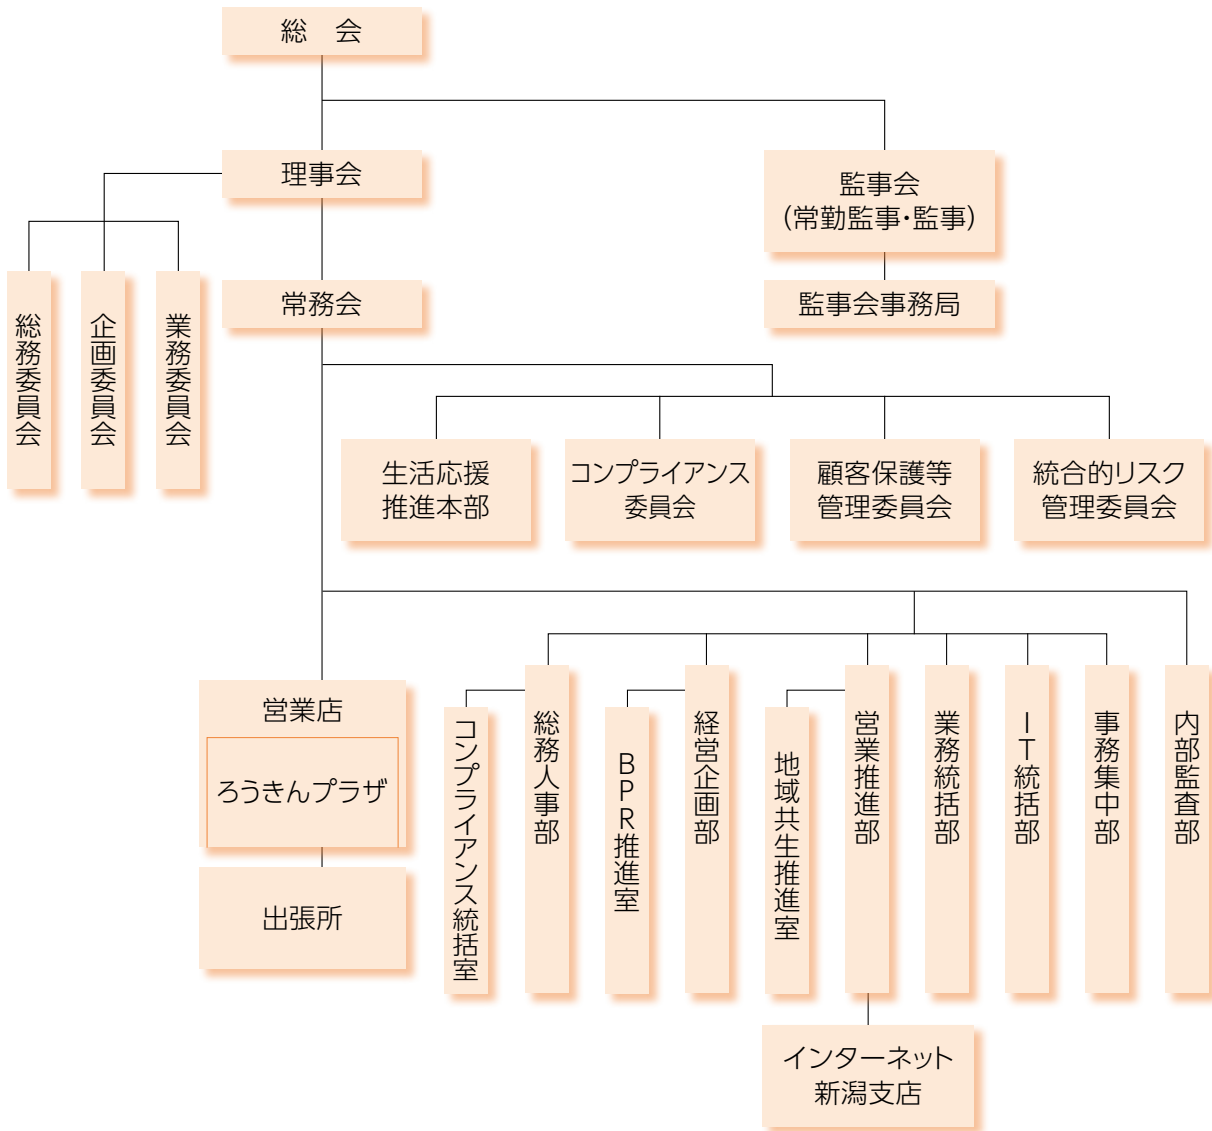 総　会
理事会
監事会
(常勤監事・監事)
常務会
監事会事務局
総務委員会
企画委員会
業務委員会
生活応援
推進本部
コンプライアンス
委員会
顧客保護等
管理委員会
統合的リスク
管理委員会
営業店
ろうきんプラザ
出張所
コンプライアンス統括室
総務人事部
BPR推進室
経営企画部
地域共生推進室
営業推進部
業務統括部
IT統括部
事務集中部
内部監査部
インターネット
新潟支店